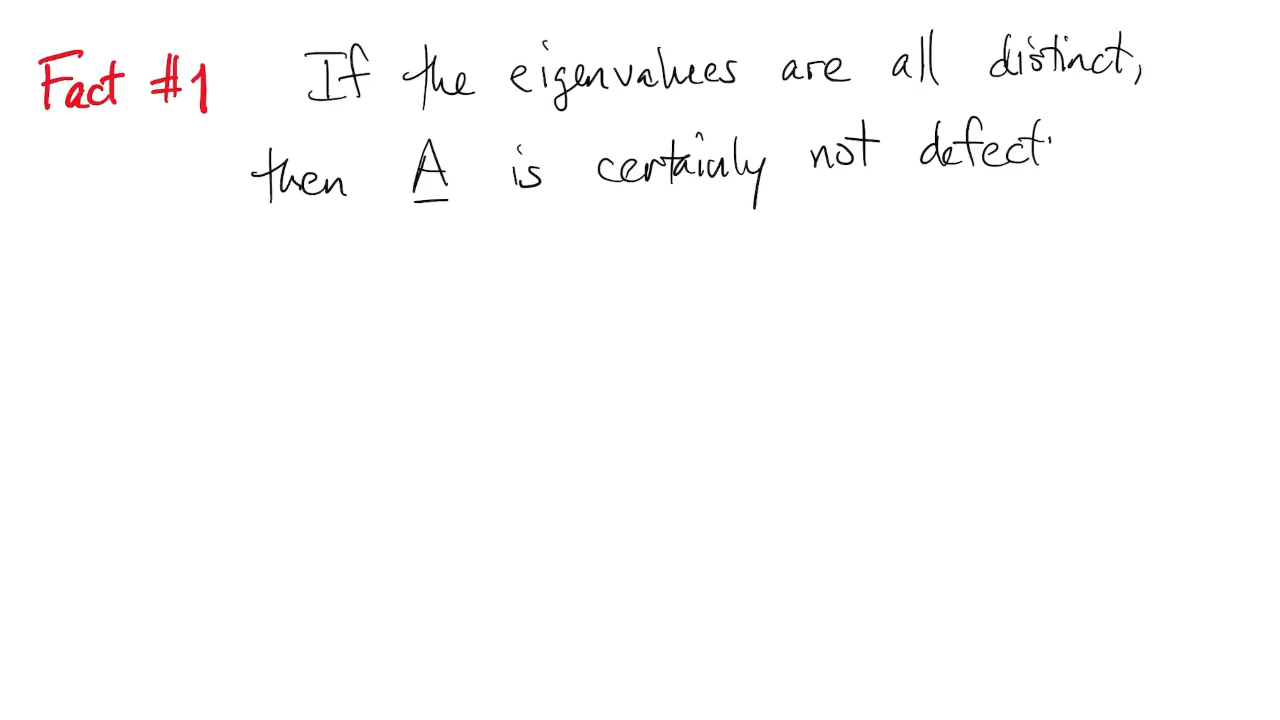 Fact #1 If the eigenvalues are all distinct,
then A is certainly not defect